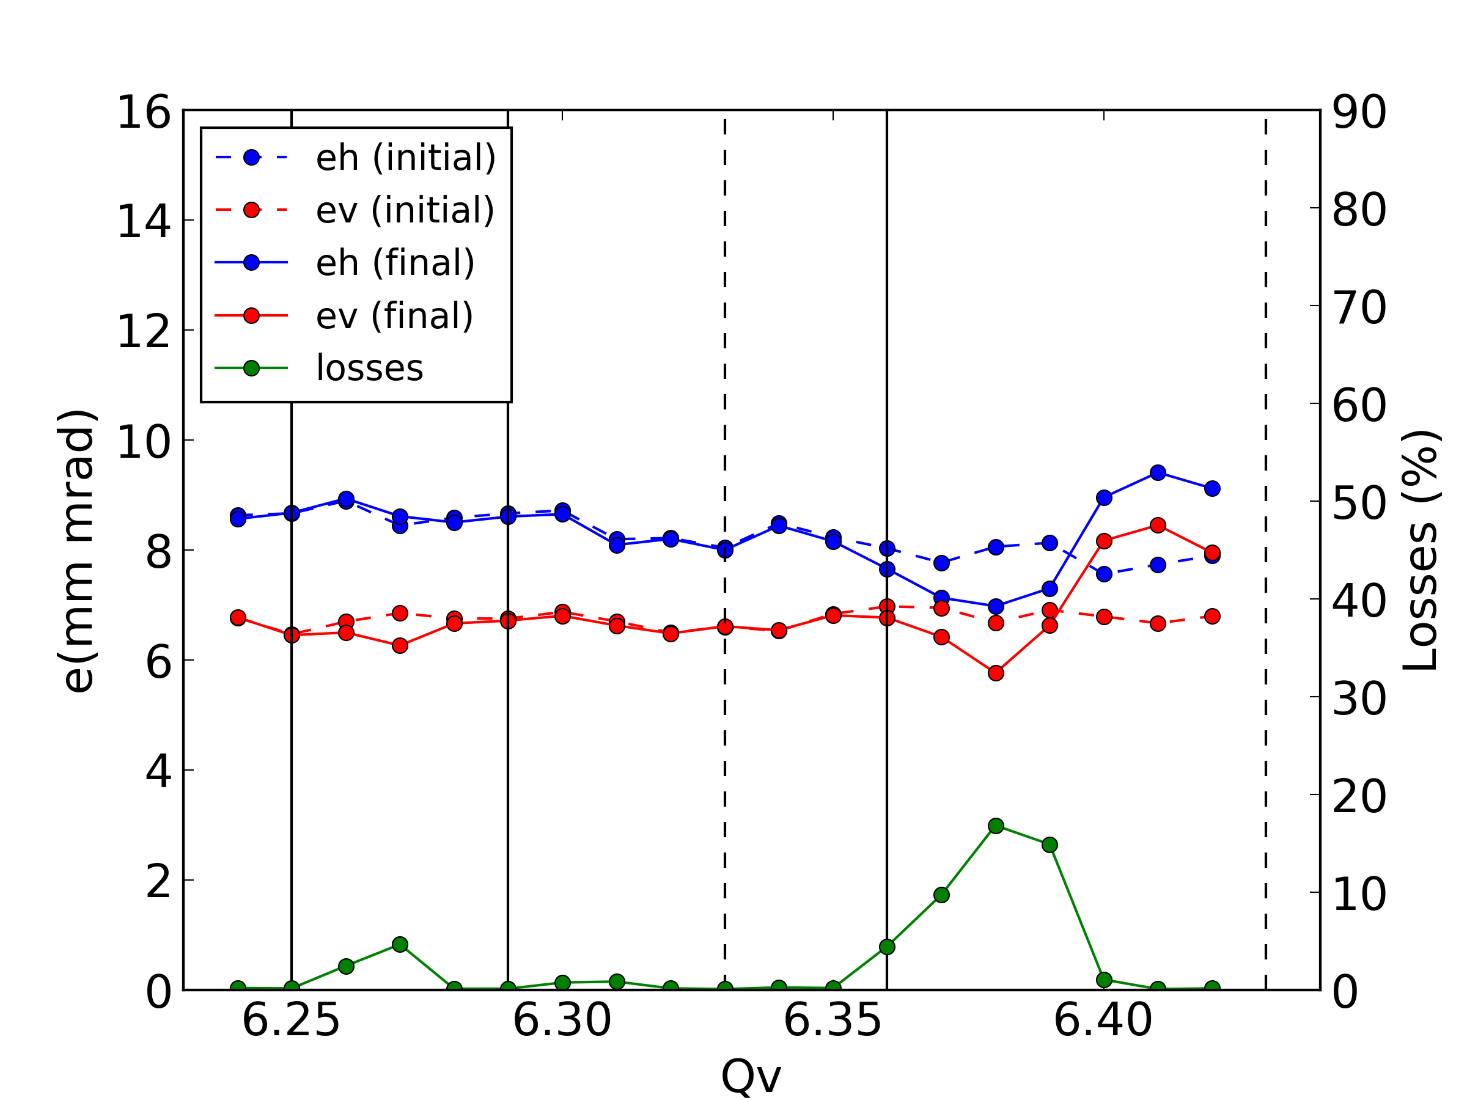 16
14
12
10
8
6
4
2
0
e(mm mrad)
eh (initial)
ev (initial)
eh (final)
ev (final)
losses
90
80
70
60
50
40
30
20
10
0
Losses (%)
6.25 6.30 6.35 6.40
Qv